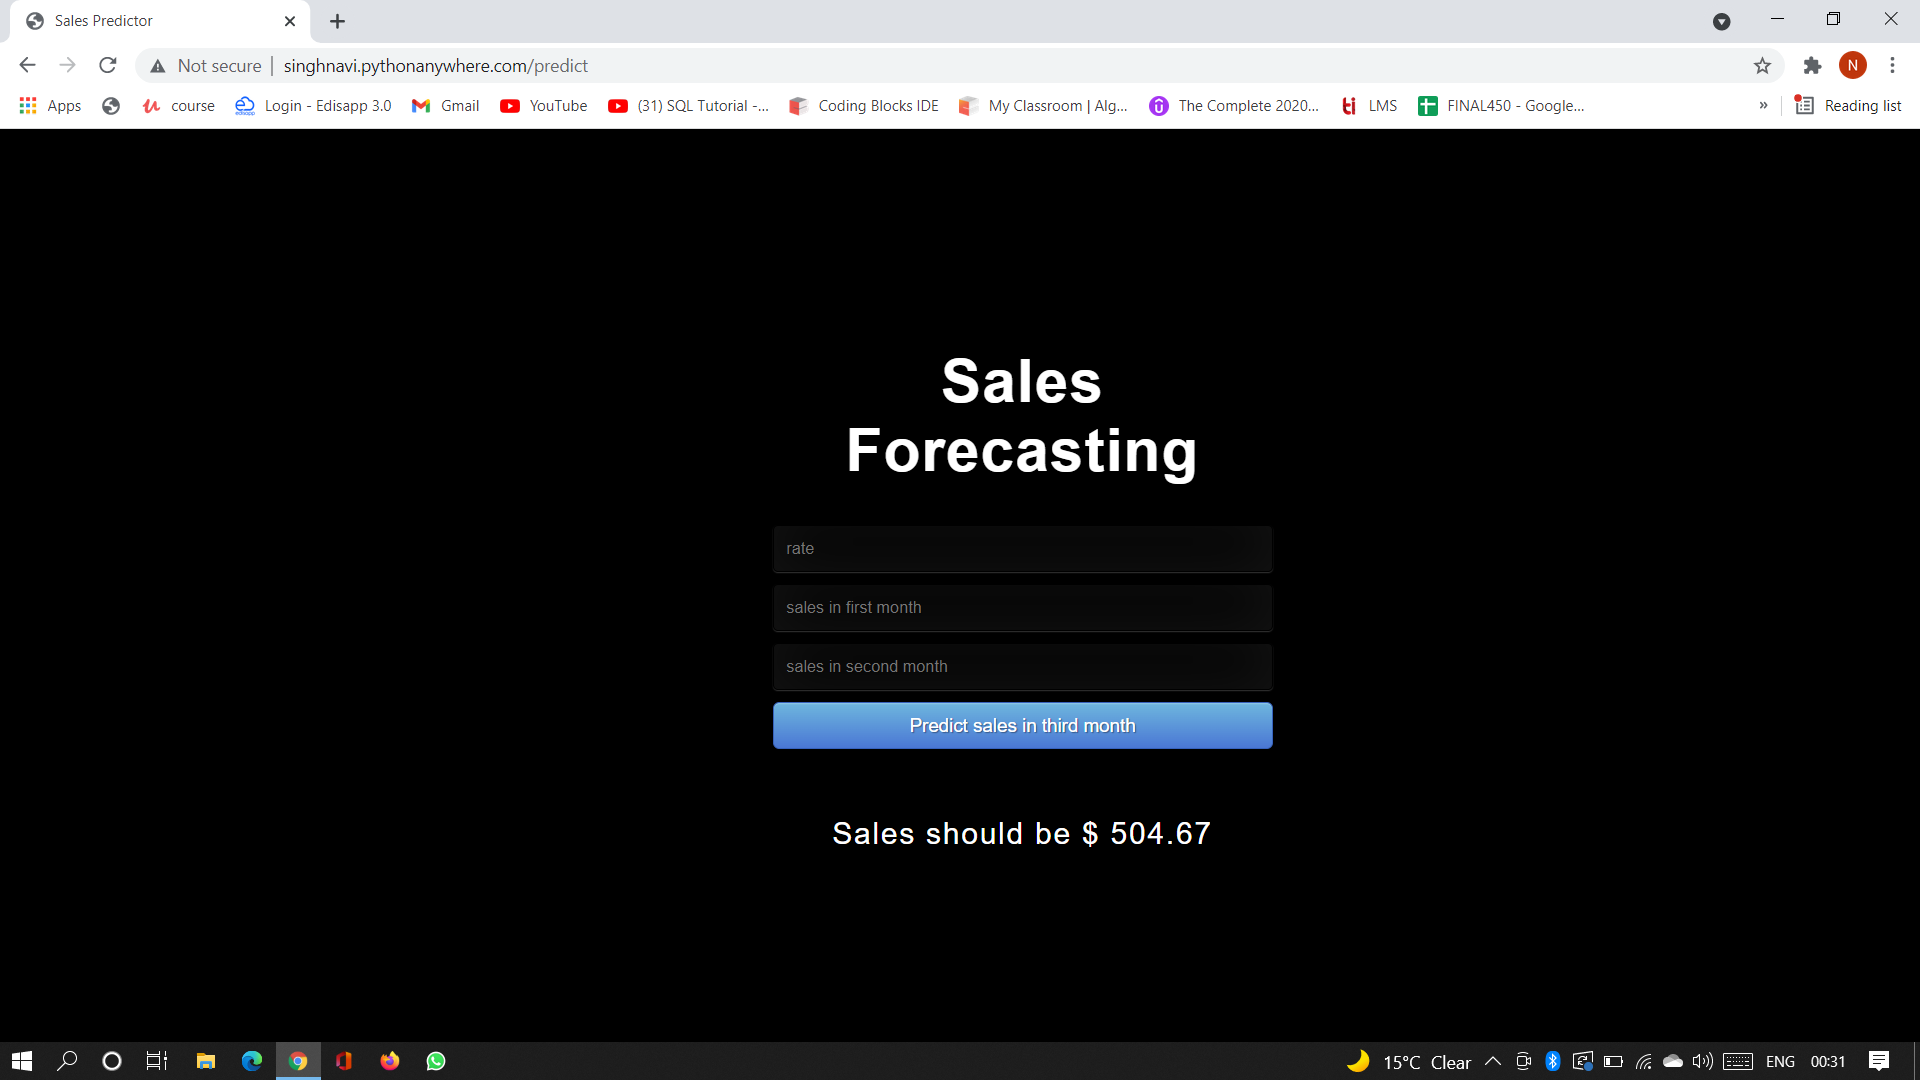 Sales Predictor
Not secure | singhnavi.pythonanywhere.com/predict
N
Apps
course
Login - Edisapp 3.0
Gmail
YouTube
(31) SQL Tutorial -...
Coding Blocks IDE
My Classroom | Alg...
The Complete 2020...
LMS
FINAL450 - Google...
»
Reading list
Sales
Forecasting
rate
sales in first month
sales in second month
Predict sales in third month
Sales should be $ 504.67
15°C Clear
ENG
00:31